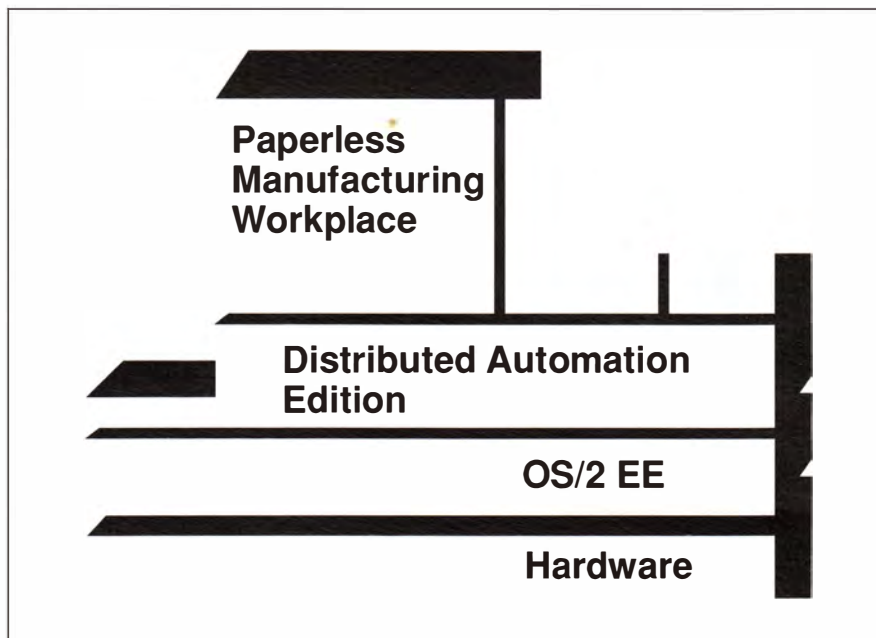 Paperless
Manufacturing
Workplace
Distributed Automation
Edition
OS/2 EE
Hardware